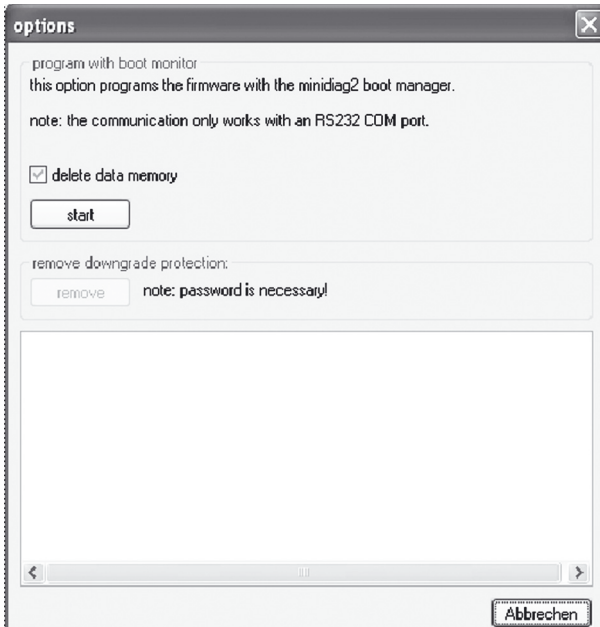 options
program with boot monitor
this option programs the firmware with the minidiag2 boot manager.
note: the communication only works with an RS232 COM port.
delete data memory
start
remove downgrade protection:
remove note: password is necessary!
Abbrechen